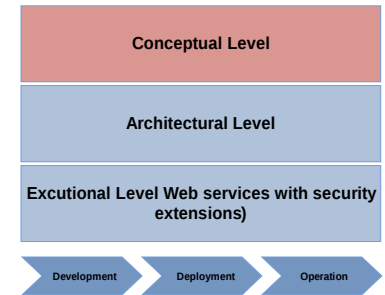 Conceptual Level
Architectural Level
Excutional Level Web services with security
extensions)
Development
Deployment
Operation